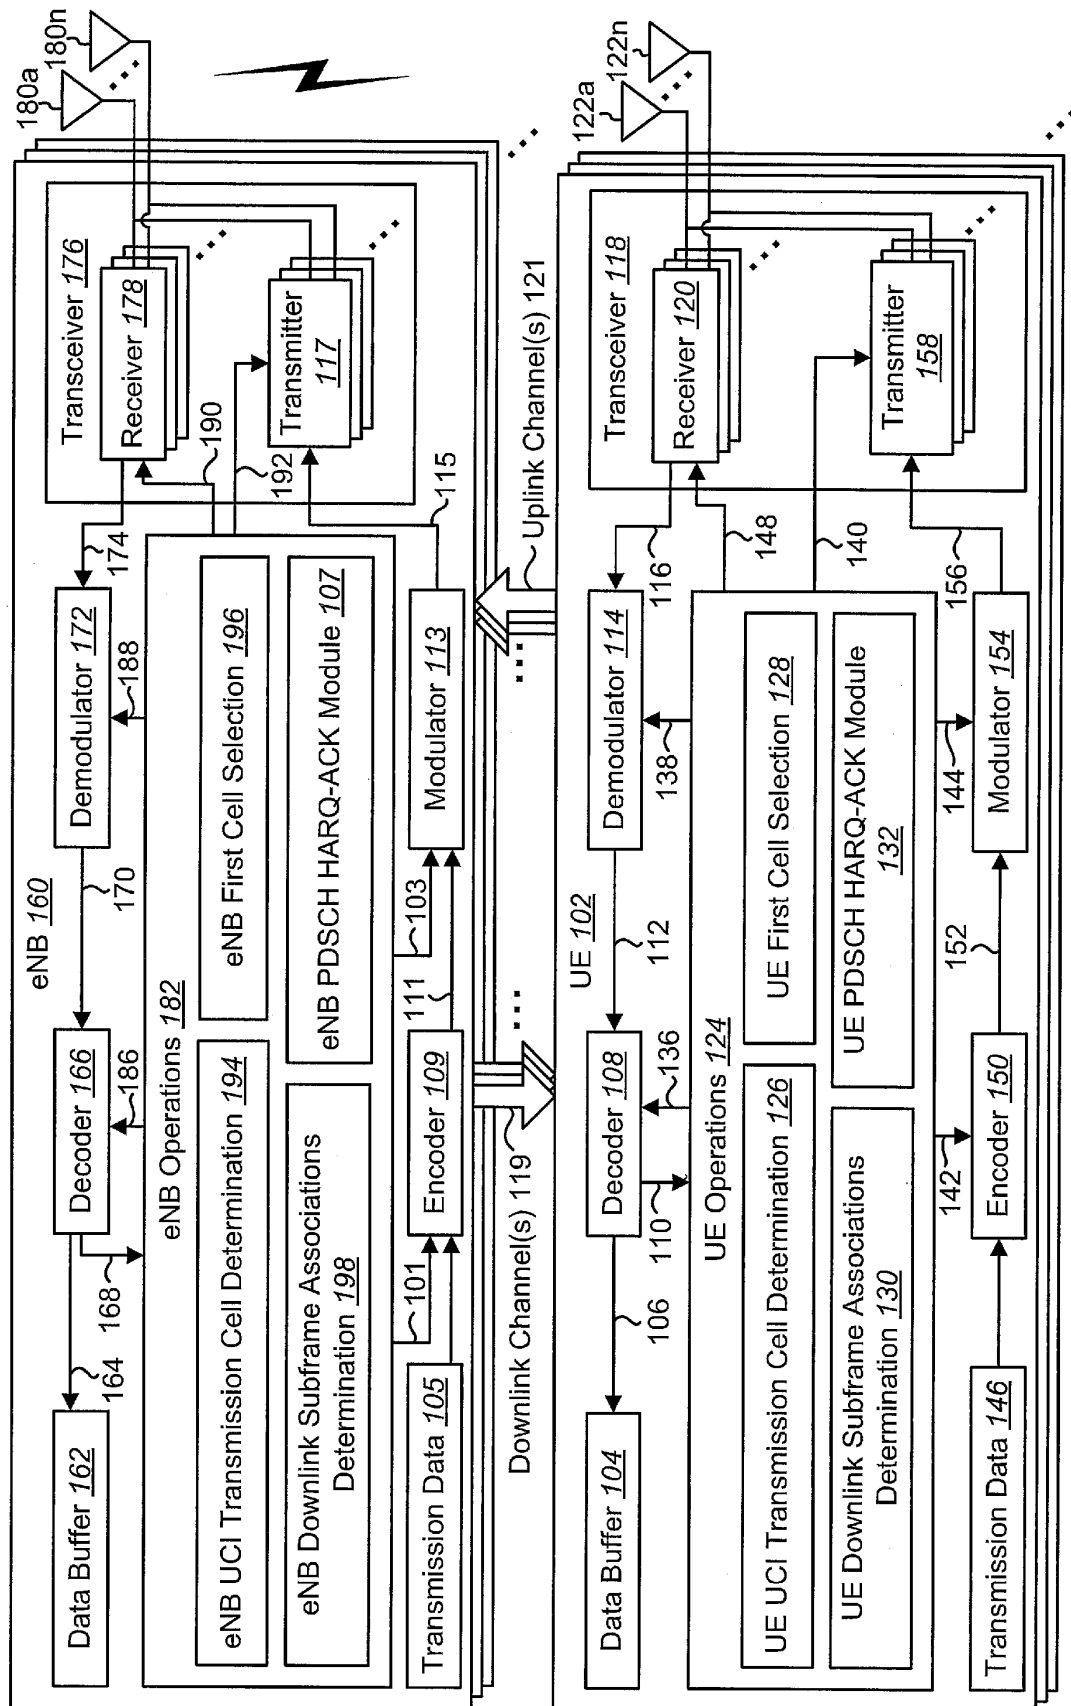 eNB 160
Data Buffer 162
164
168
Decoder 166
186
170
Demodulator 172
188
174
Transceiver 176
Receiver 178
190
180a
180n
eNB Operations 182
eNB UCI Transmission Cell Determination 194
eNB First Cell Selection 196
eNB Downlink Subframe Associations
Determination 198
eNB PDSCH HARQ-ACK Module 107
192
Transmitter
117
Transmission Data 105
101
Encoder 109
111
103
Modulator 113
115
Downlink Channel(s) 119
Uplink Channel(s) 121
UE 102
Data Buffer 104
106
110
Decoder 108
136
112
Demodulator 114
138
116
Transceiver 118
Receiver 120
148
122a
122n
UE Operations 124
UE UCI Transmission Cell Determination 126
UE First Cell Selection 128
UE Downlink Subframe Associations
Determination 130
UE PDSCH HARQ-ACK Module
132
140
Transmitter
158
Transmission Data 146
142
Encoder 150
152
144
Modulator 154
156